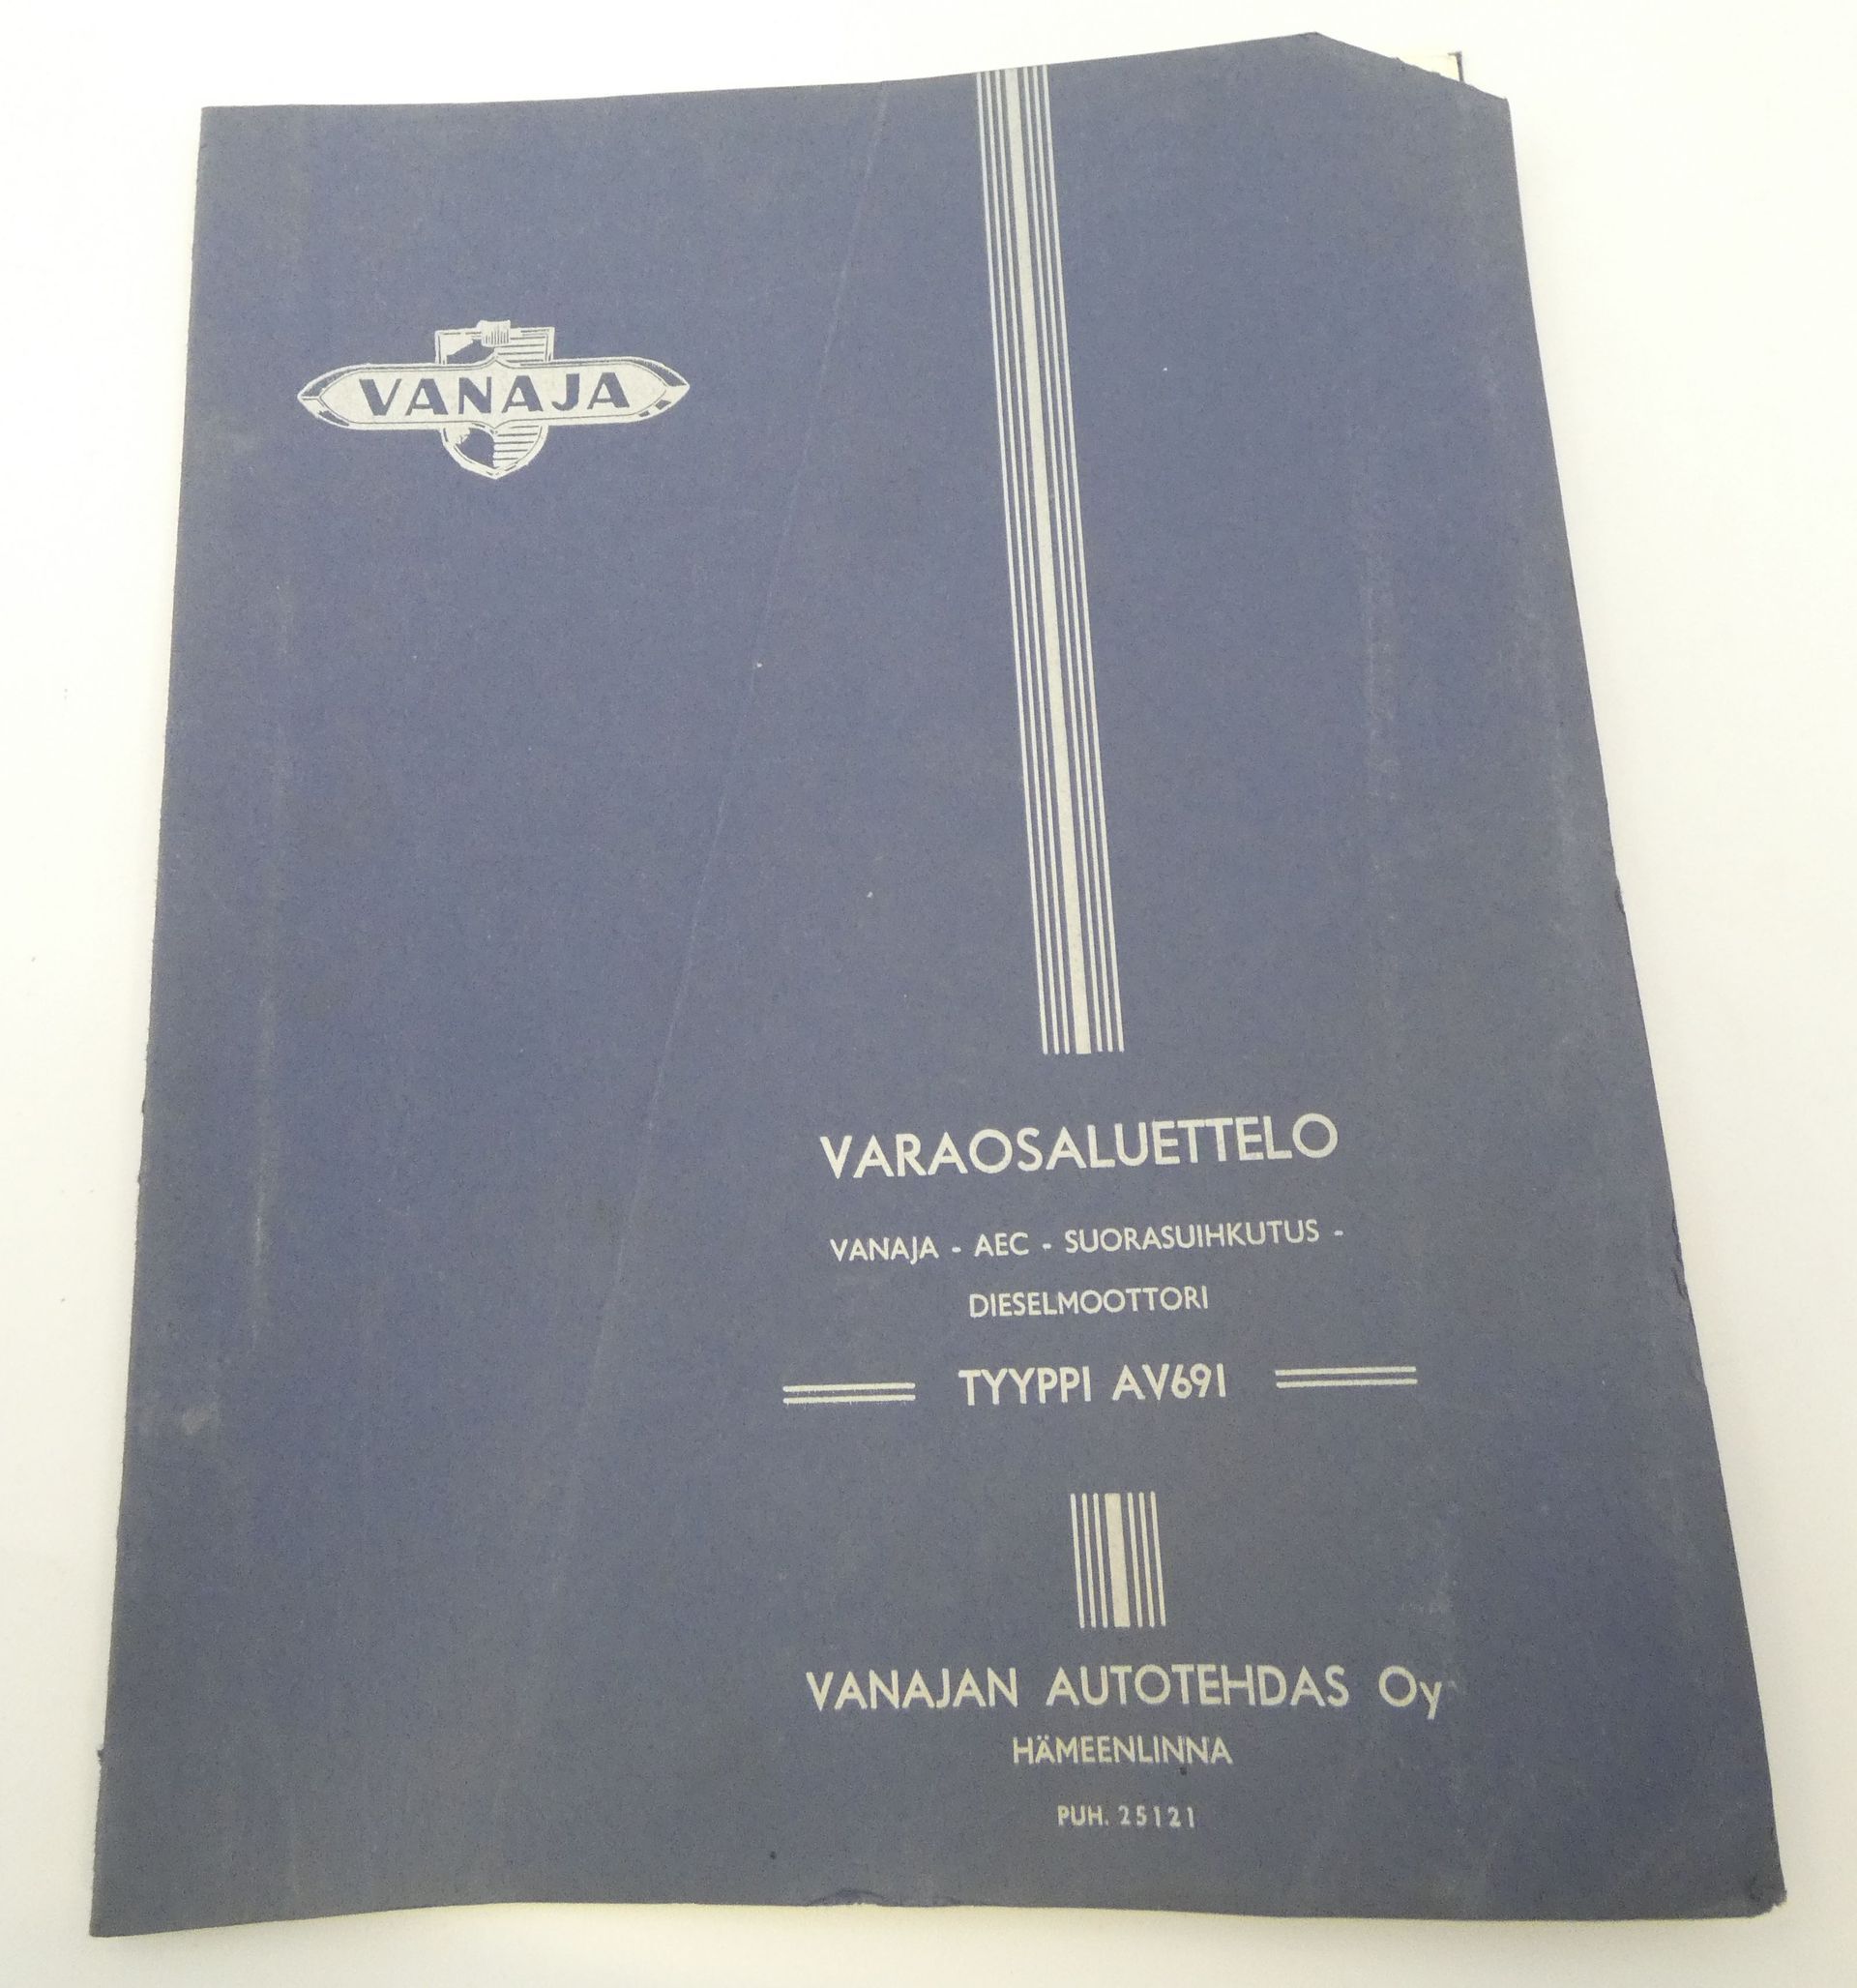 VANAJA
VARAOSALUETTELO
VANAJA - AEC - SUORASUIHKUTUS -
DIESELMOOTTORI
TYYPPI AV691
VANAJAN AUTOTEHDAS Oy
HÄMEENLINNA
PUH. 25121